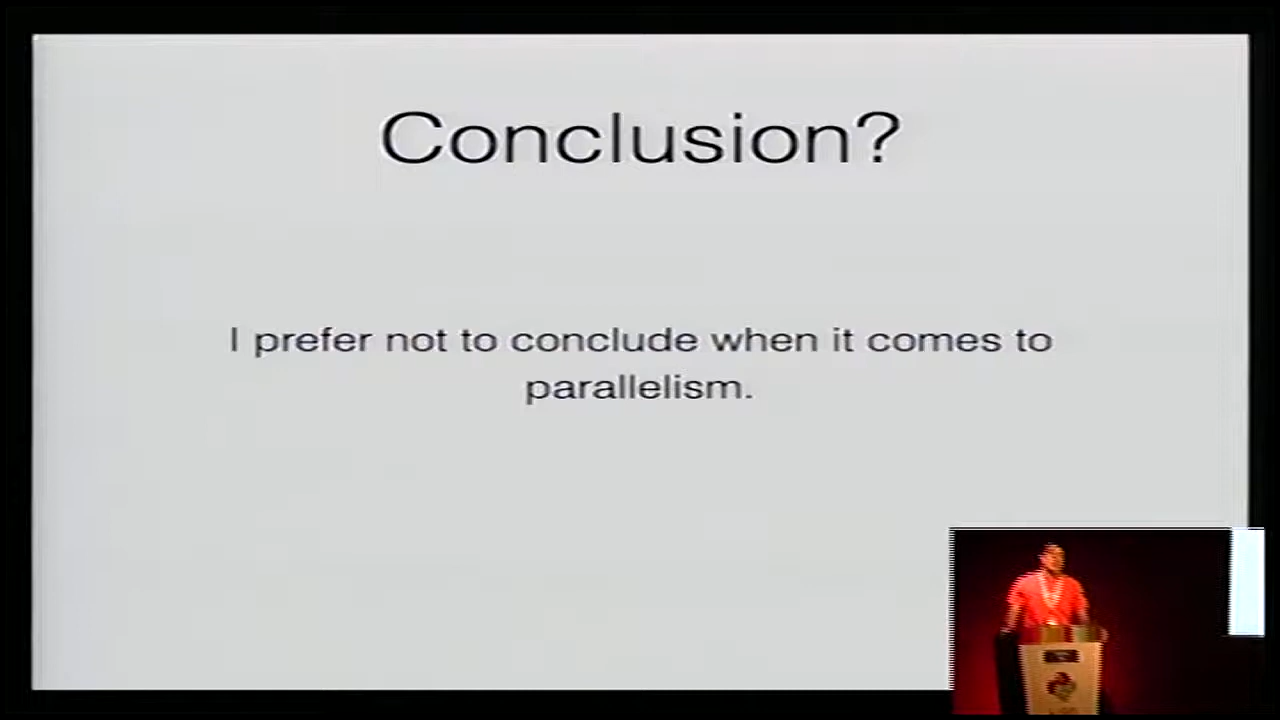 Conclusion?
I prefer not to conclude when it comes to
parallelism.